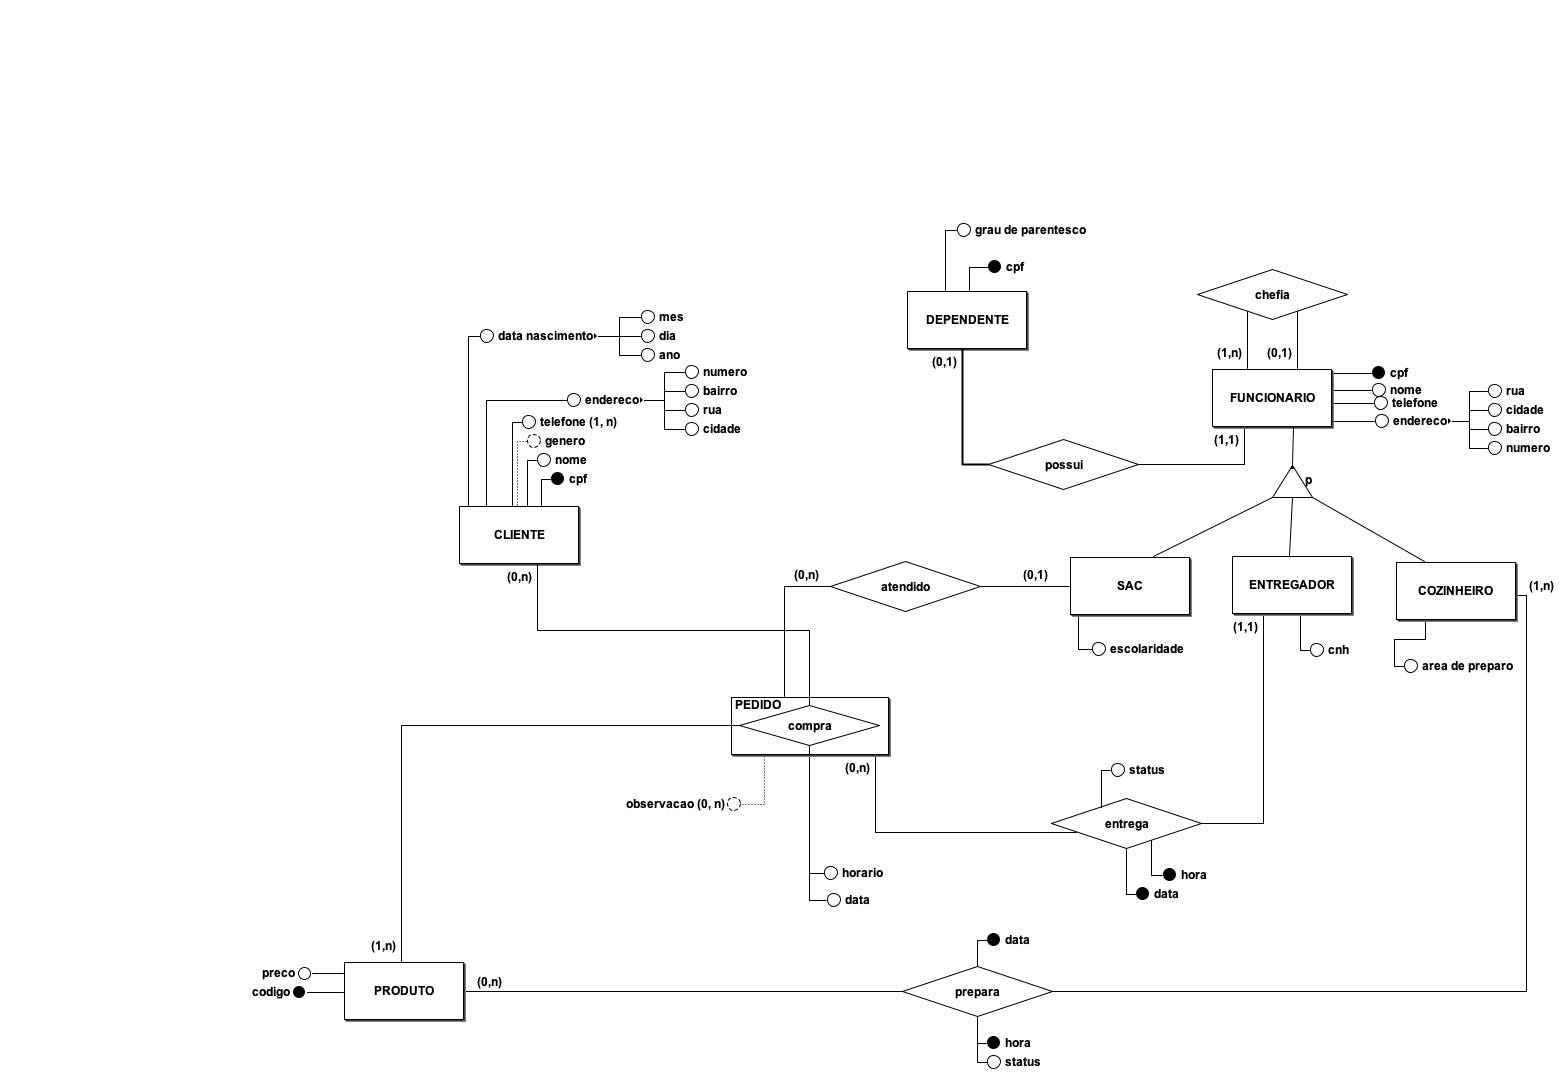 grau de parentesco
cpf
DEPENDENTE
(0,1)
chefia
(1,n)
(0,1)
FUNCIONARIO
cpf
nome
telefone
endereco
rua
cidade
bairro
numero
(1,1)
possui
p
data nascimento
mes
dia
ano
endereco
numero
bairro
rua
cidade
telefone (1, n)
genero
nome
cpf
CLIENTE
(0,n)
(0,n)
atendido
(0,1)
SAC
escolaridade
ENTREGADOR
(1,1)
cnh
COZINHEIRO
(1,n)
area de preparo
PEDIDO
compra
(0,n)
observacao (0, n)
horario
data
status
entrega
hora
data
(1,n)
preco
codigo
PRODUTO
(0,n)
data
prepara
hora
status